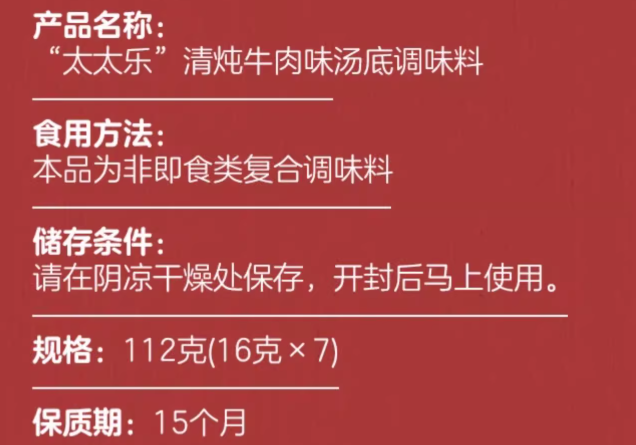 产品名称：
“太太乐”清炖牛肉味汤底调味料
食用方法：
本品为非即食类复合调味料
储存条件：
请在阴凉干燥处保存，开封后马上使用。
规格：112克(16克×7)
保质期：15个月